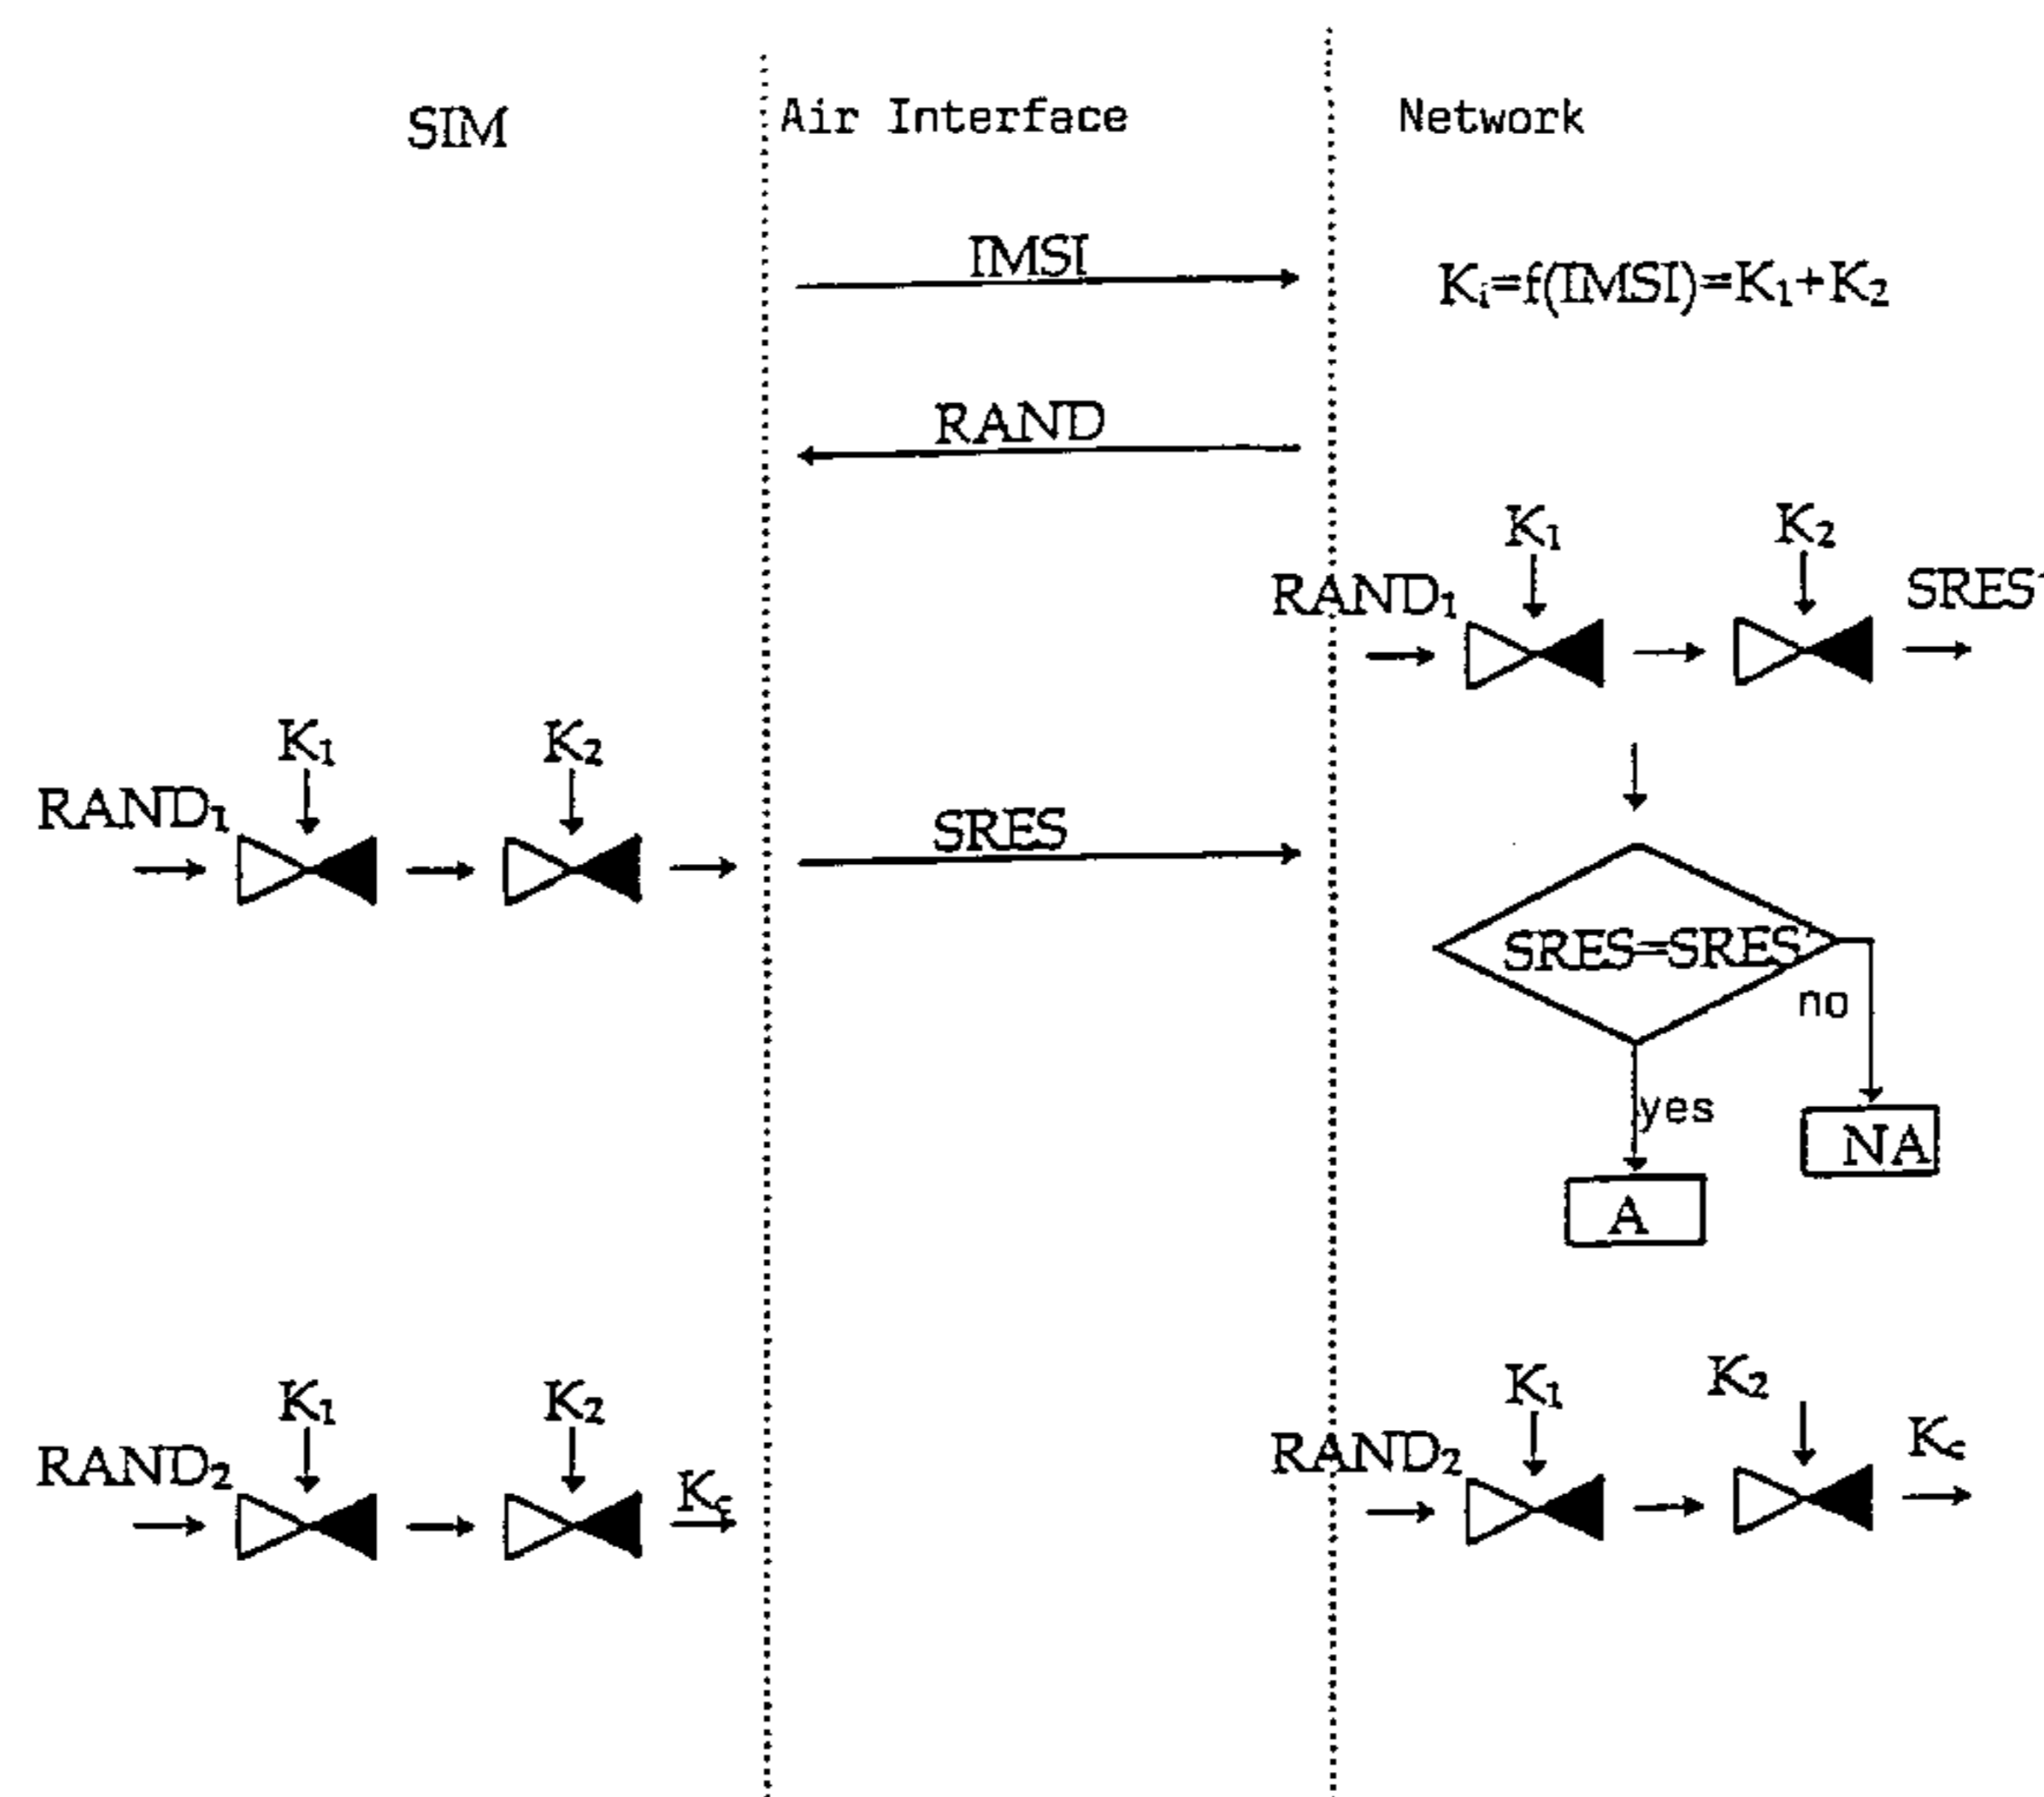 SIM
Air Interface
Network
IMSI
K₁=f(IMSI)=K₁+K₂
RAND
K₁
K₂
RAND₁
SRES'
K₁
K₂
RAND₁
SRES
SRES=SRES'
no
yes
NA
A
K₁
K₂
RAND₂
K꜀
K₁
K₂
RAND₂
K꜀